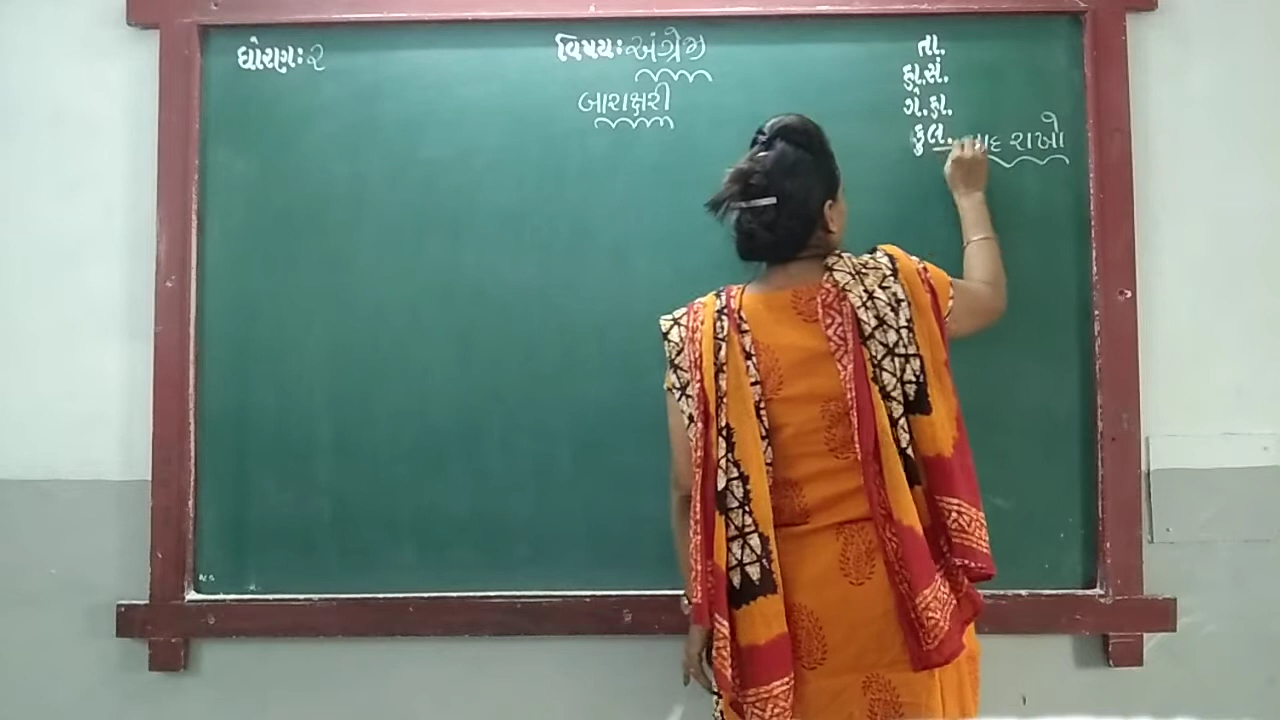 ધોરણઃ ૨
વિષયઃ અંગ્રેજી
બારાક્ષરી
તા.
હા.સં.
ગે.હા.
કુલ.
યાદ રાખો